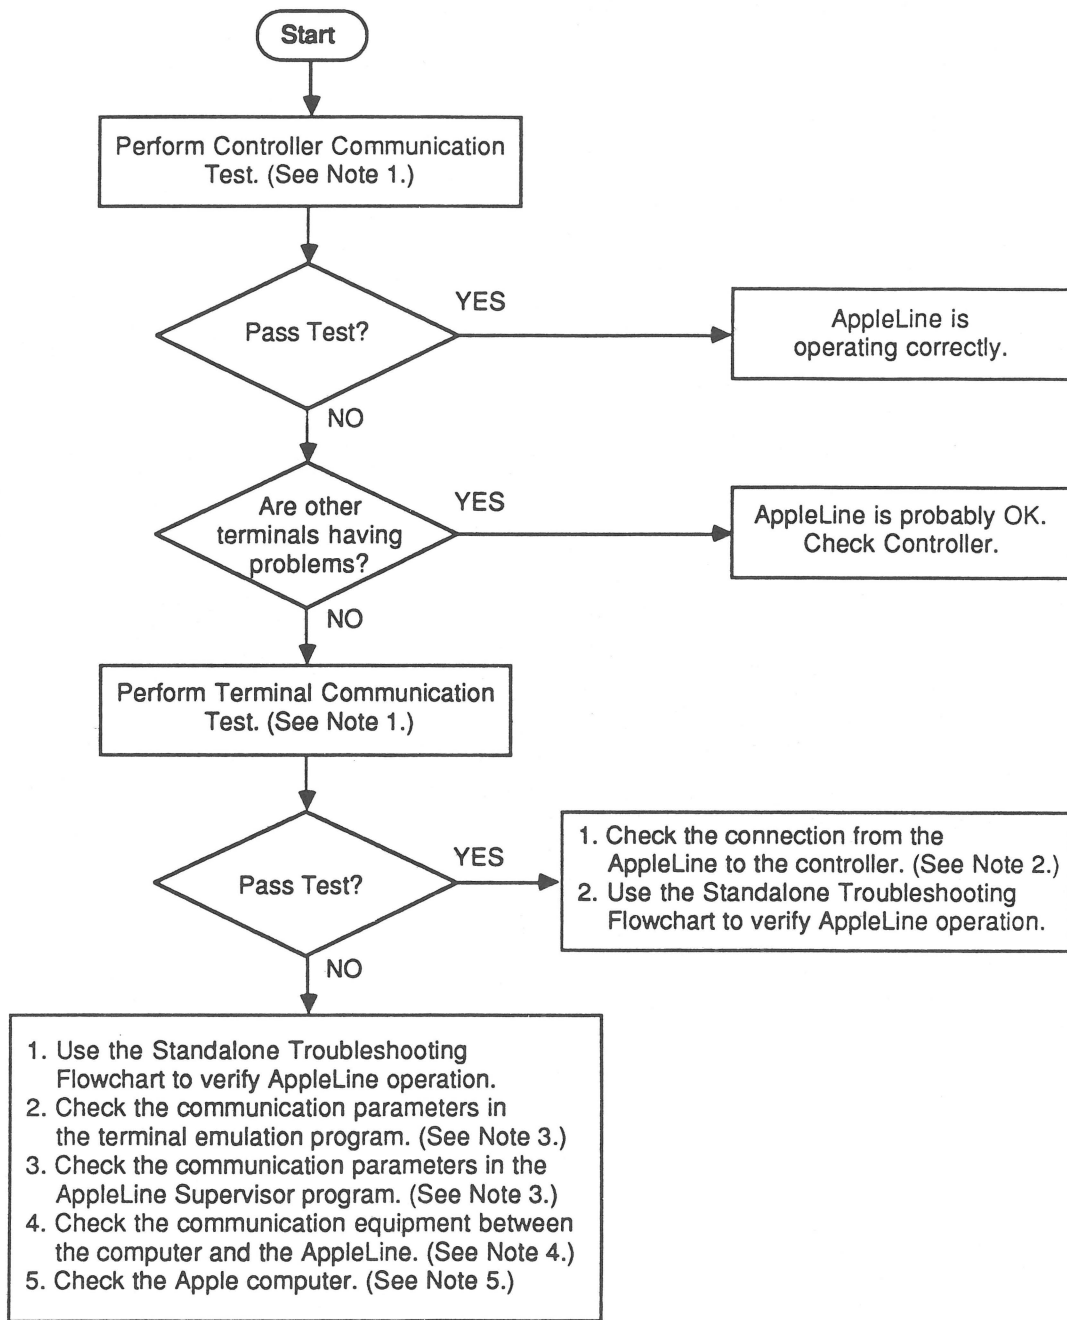 Start
Perform Controller Communication
Test. (See Note 1.)
Pass Test?
YES
AppleLine is
operating correctly.
NO
Are other
terminals having
problems?
YES
AppleLine is probably OK.
Check Controller.
NO
Perform Terminal Communication
Test. (See Note 1.)
Pass Test?
YES
1. Check the connection from the
AppleLine to the controller. (See Note 2.)
2. Use the Standalone Troubleshooting
Flowchart to verify AppleLine operation.
NO
1. Use the Standalone Troubleshooting
Flowchart to verify AppleLine operation.
2. Check the communication parameters in
the terminal emulation program. (See Note 3.)
3. Check the communication parameters in the
AppleLine Supervisor program. (See Note 3.)
4. Check the communication equipment between
the computer and the AppleLine. (See Note 4.)
5. Check the Apple computer. (See Note 5.)